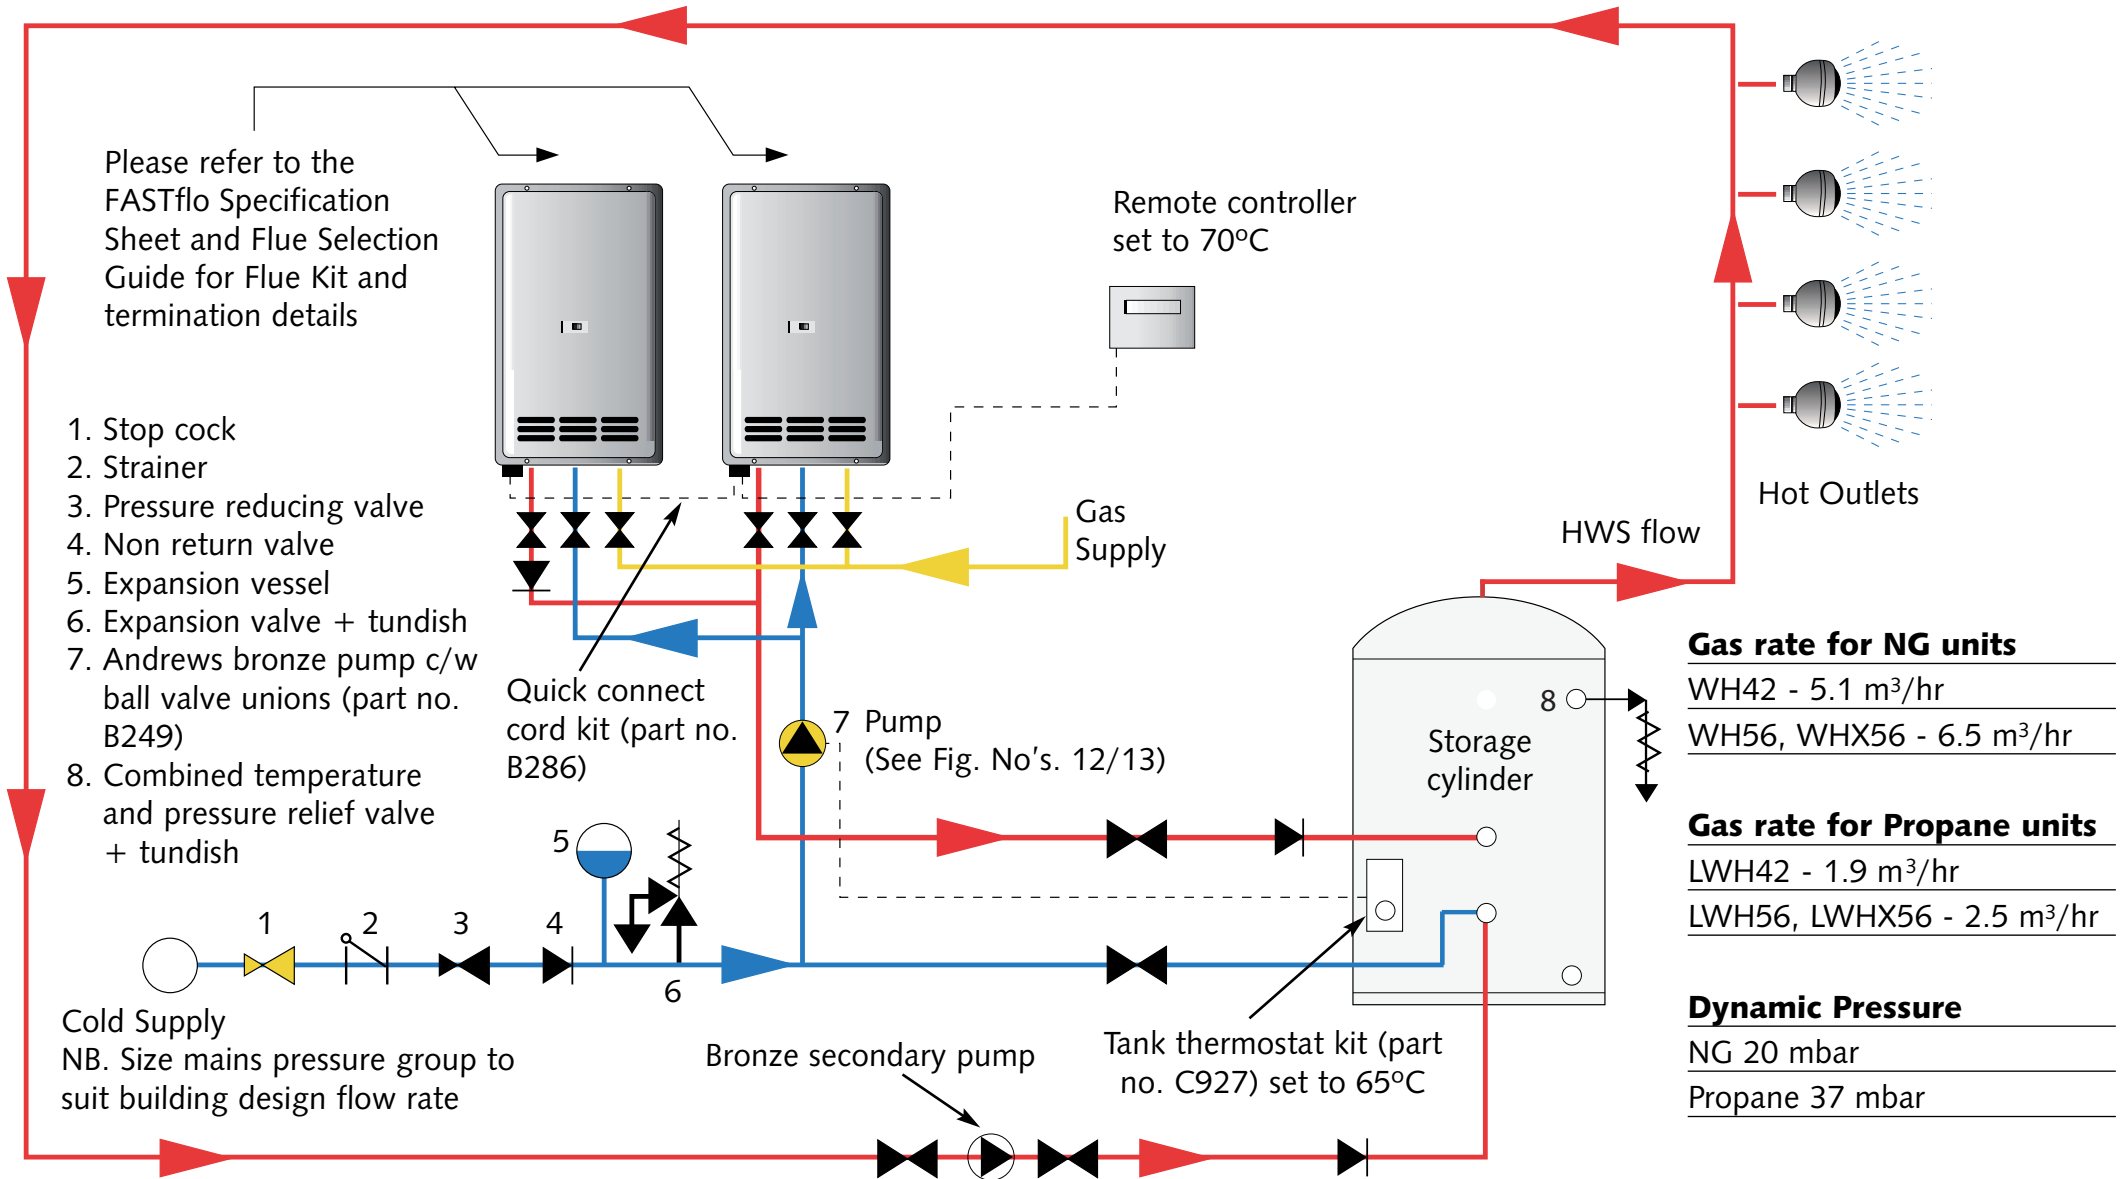 Please refer to the
FASTflo Specification
Sheet and Flue Selection
Guide for Flue Kit and
termination details
Remote controller
set to 70ºC
1. Stop cock
2. Strainer
3. Pressure reducing valve
4. Non return valve
5. Expansion vessel
6. Expansion valve + tundish
7. Andrews bronze pump c/w
ball valve unions (part no.
B249)
8. Combined temperature
and pressure relief valve
+ tundish
Gas
Supply
Hot Outlets
HWS flow
Quick connect
cord kit (part no.
B286)
7 Pump
(See Fig. No's. 12/13)
8
Storage
cylinder
Gas rate for NG units
WH42 - 5.1 m³/hr
WH56, WHX56 - 6.5 m³/hr
Gas rate for Propane units
LWH42 - 1.9 m³/hr
LWH56, LWHX56 - 2.5 m³/hr
Dynamic Pressure
NG 20 mbar
Propane 37 mbar
5
1
2
3
4
6
Cold Supply
NB. Size mains pressure group to
suit building design flow rate
Bronze secondary pump
Tank thermostat kit (part
no. C927) set to 65ºC